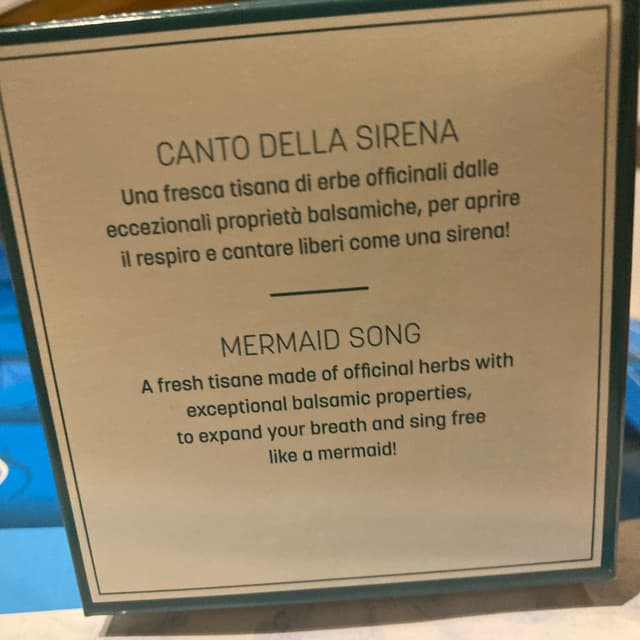 CANTO DELLA SIRENA
Una fresca tisana di erbe officinali dalle
eccezionali proprietà balsamiche, per aprire
il respiro e cantare liberi come una sirena!
MERMAID SONG
A fresh tisane made of officinal herbs with
exceptional balsamic properties,
to expand your breath and sing free
like a mermaid!